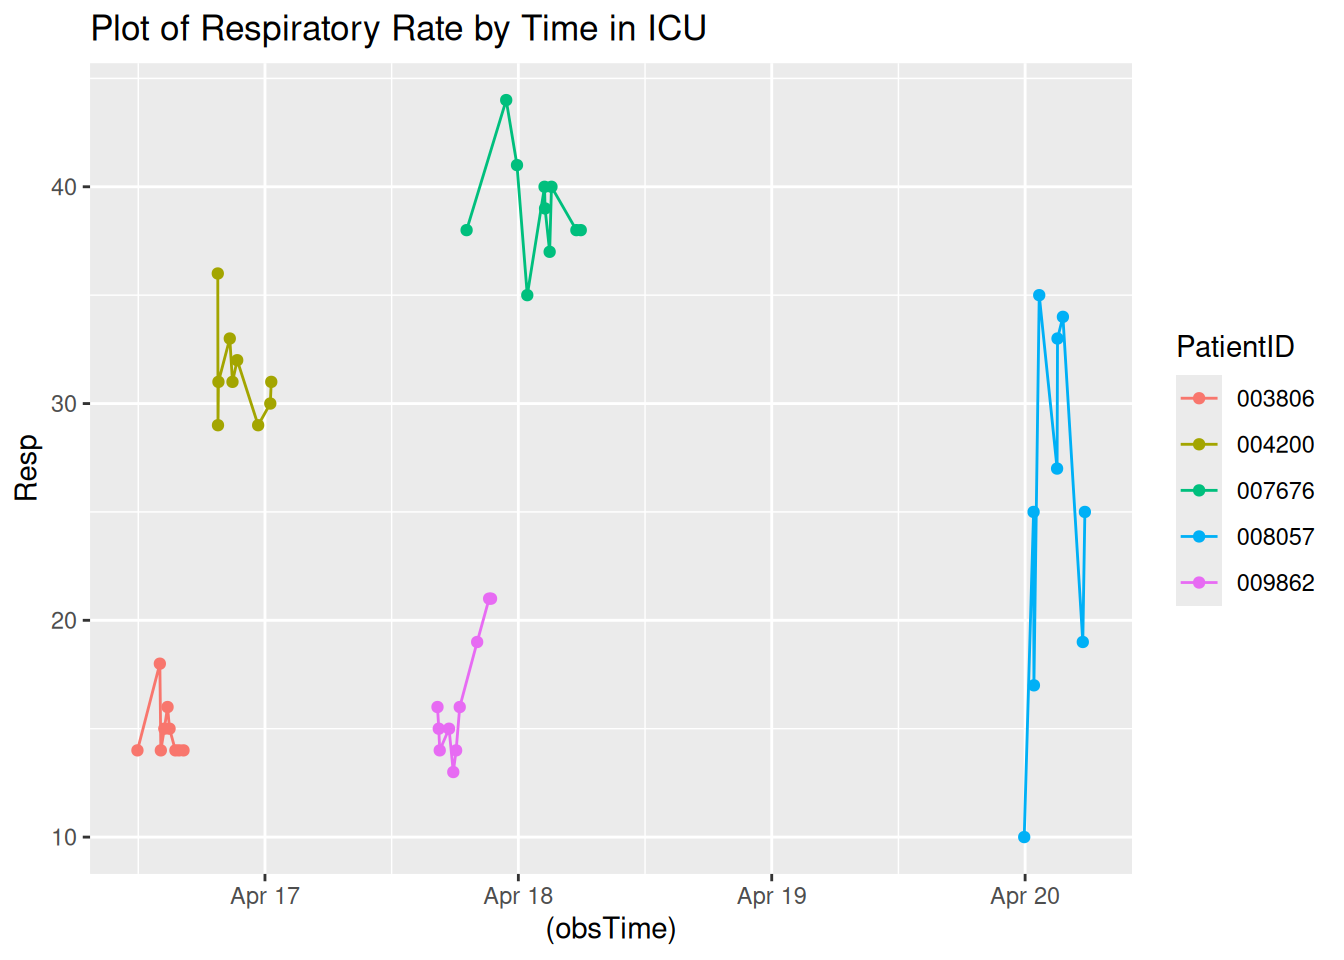 Plot of Respiratory Rate by Time in ICU
Resp
40
30
20
10
Apr 17
Apr 18
Apr 19
Apr 20
(obsTime)
PatientID
003806
004200
007676
008057
009862